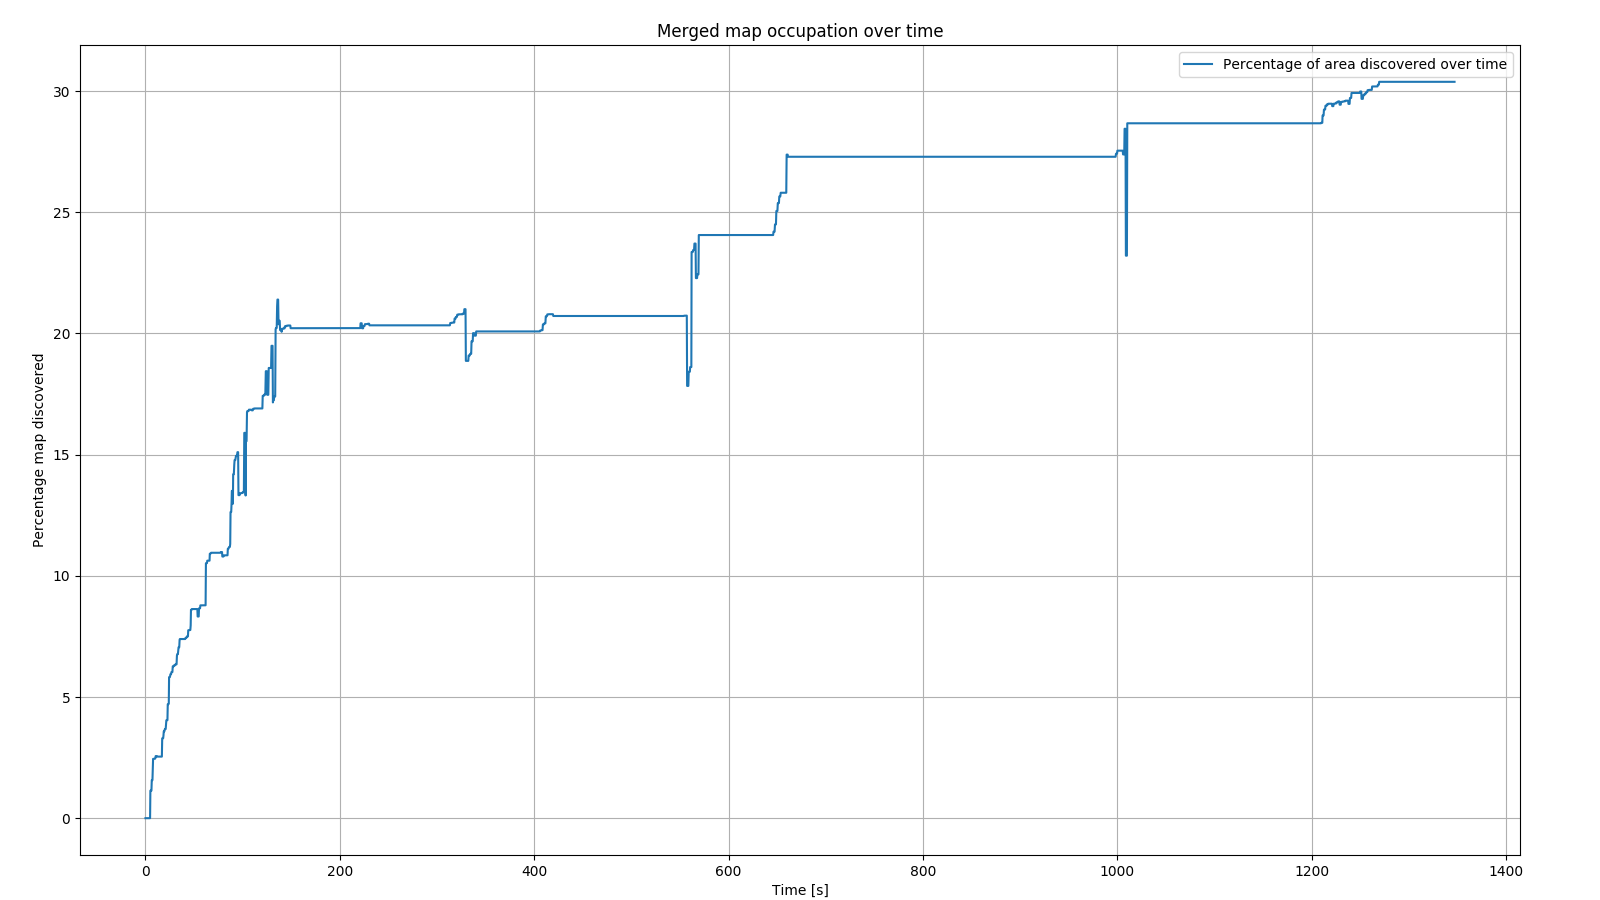 Merged map occupation over time
Percentage of area discovered over time
Percentage map discovered
30
25
20
15
10
5
0
0 200 400 600 800 1000 1200 1400
Time [s]